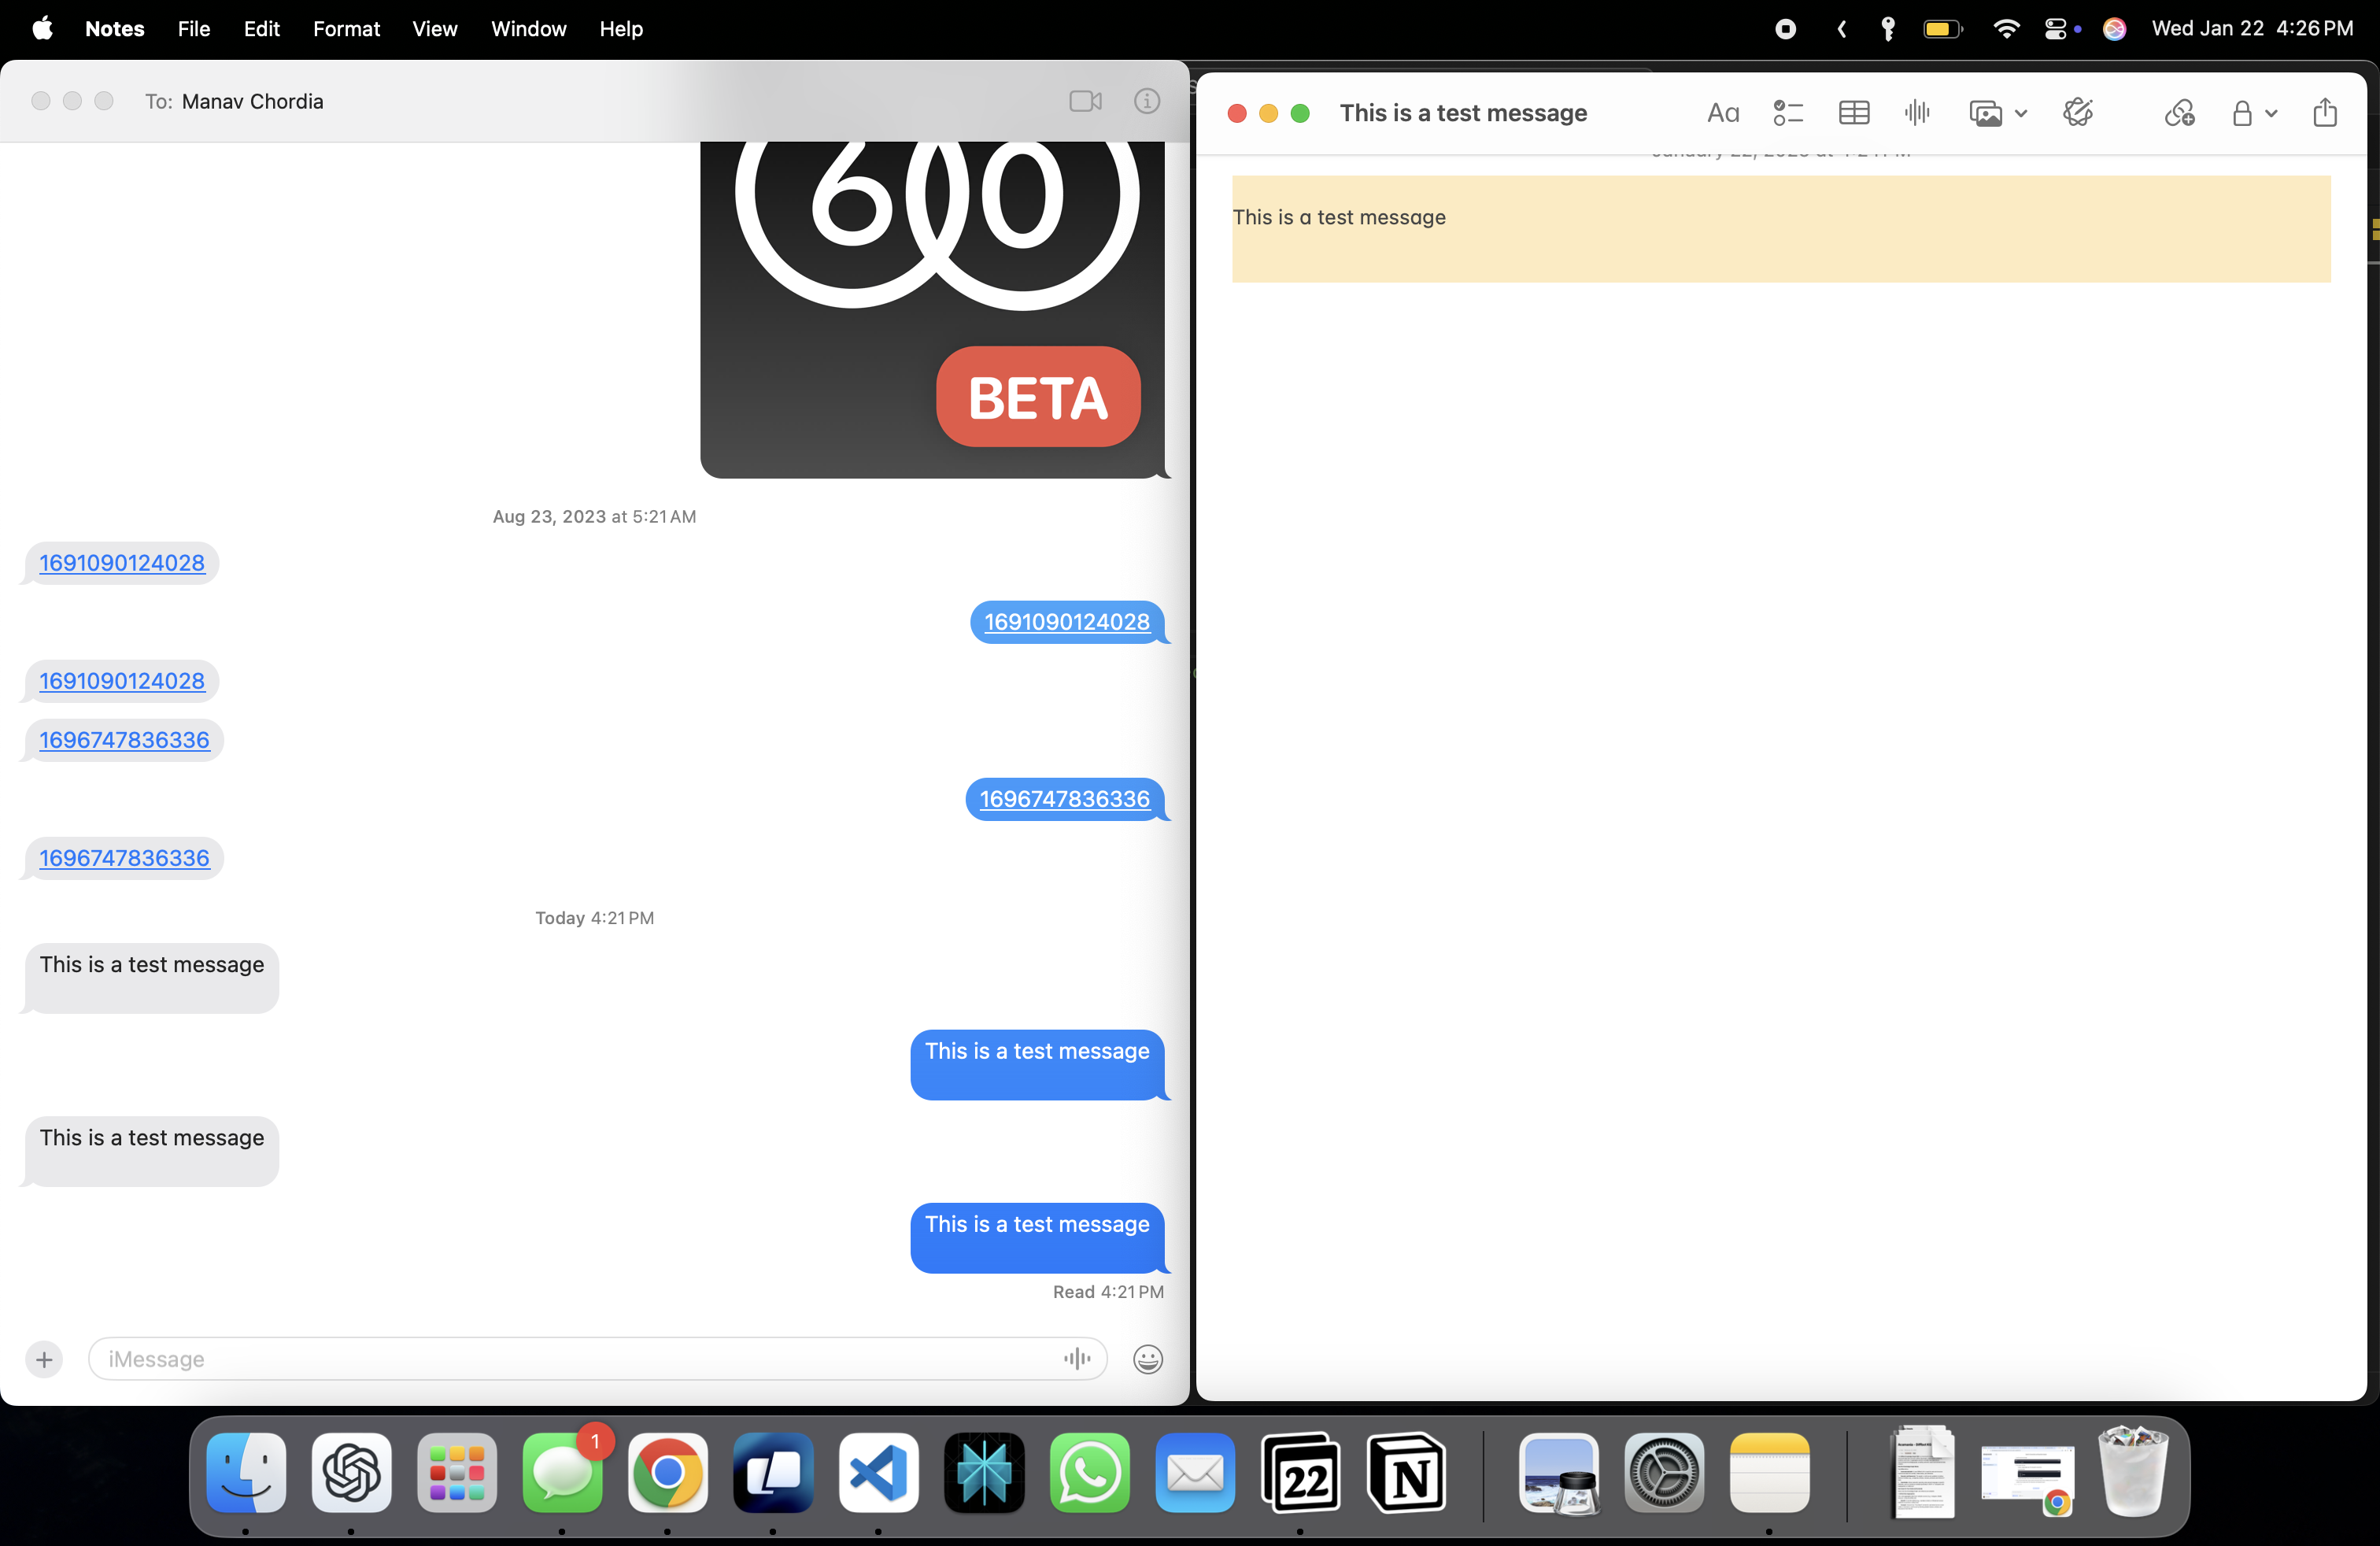 Notes File Edit Format View Window Help Wed Jan 22 4:26 PM
To: Manav Chordia
60
BETA
Aug 23, 2023 at 5:21 AM
1691090124028
1691090124028
1691090124028
1696747836336
1696747836336
1696747836336
Today 4:21 PM
This is a test message
This is a test message
This is a test message
This is a test message
Read 4:21 PM
iMessage
This is a test message
Aa
This is a test message
1
22
N